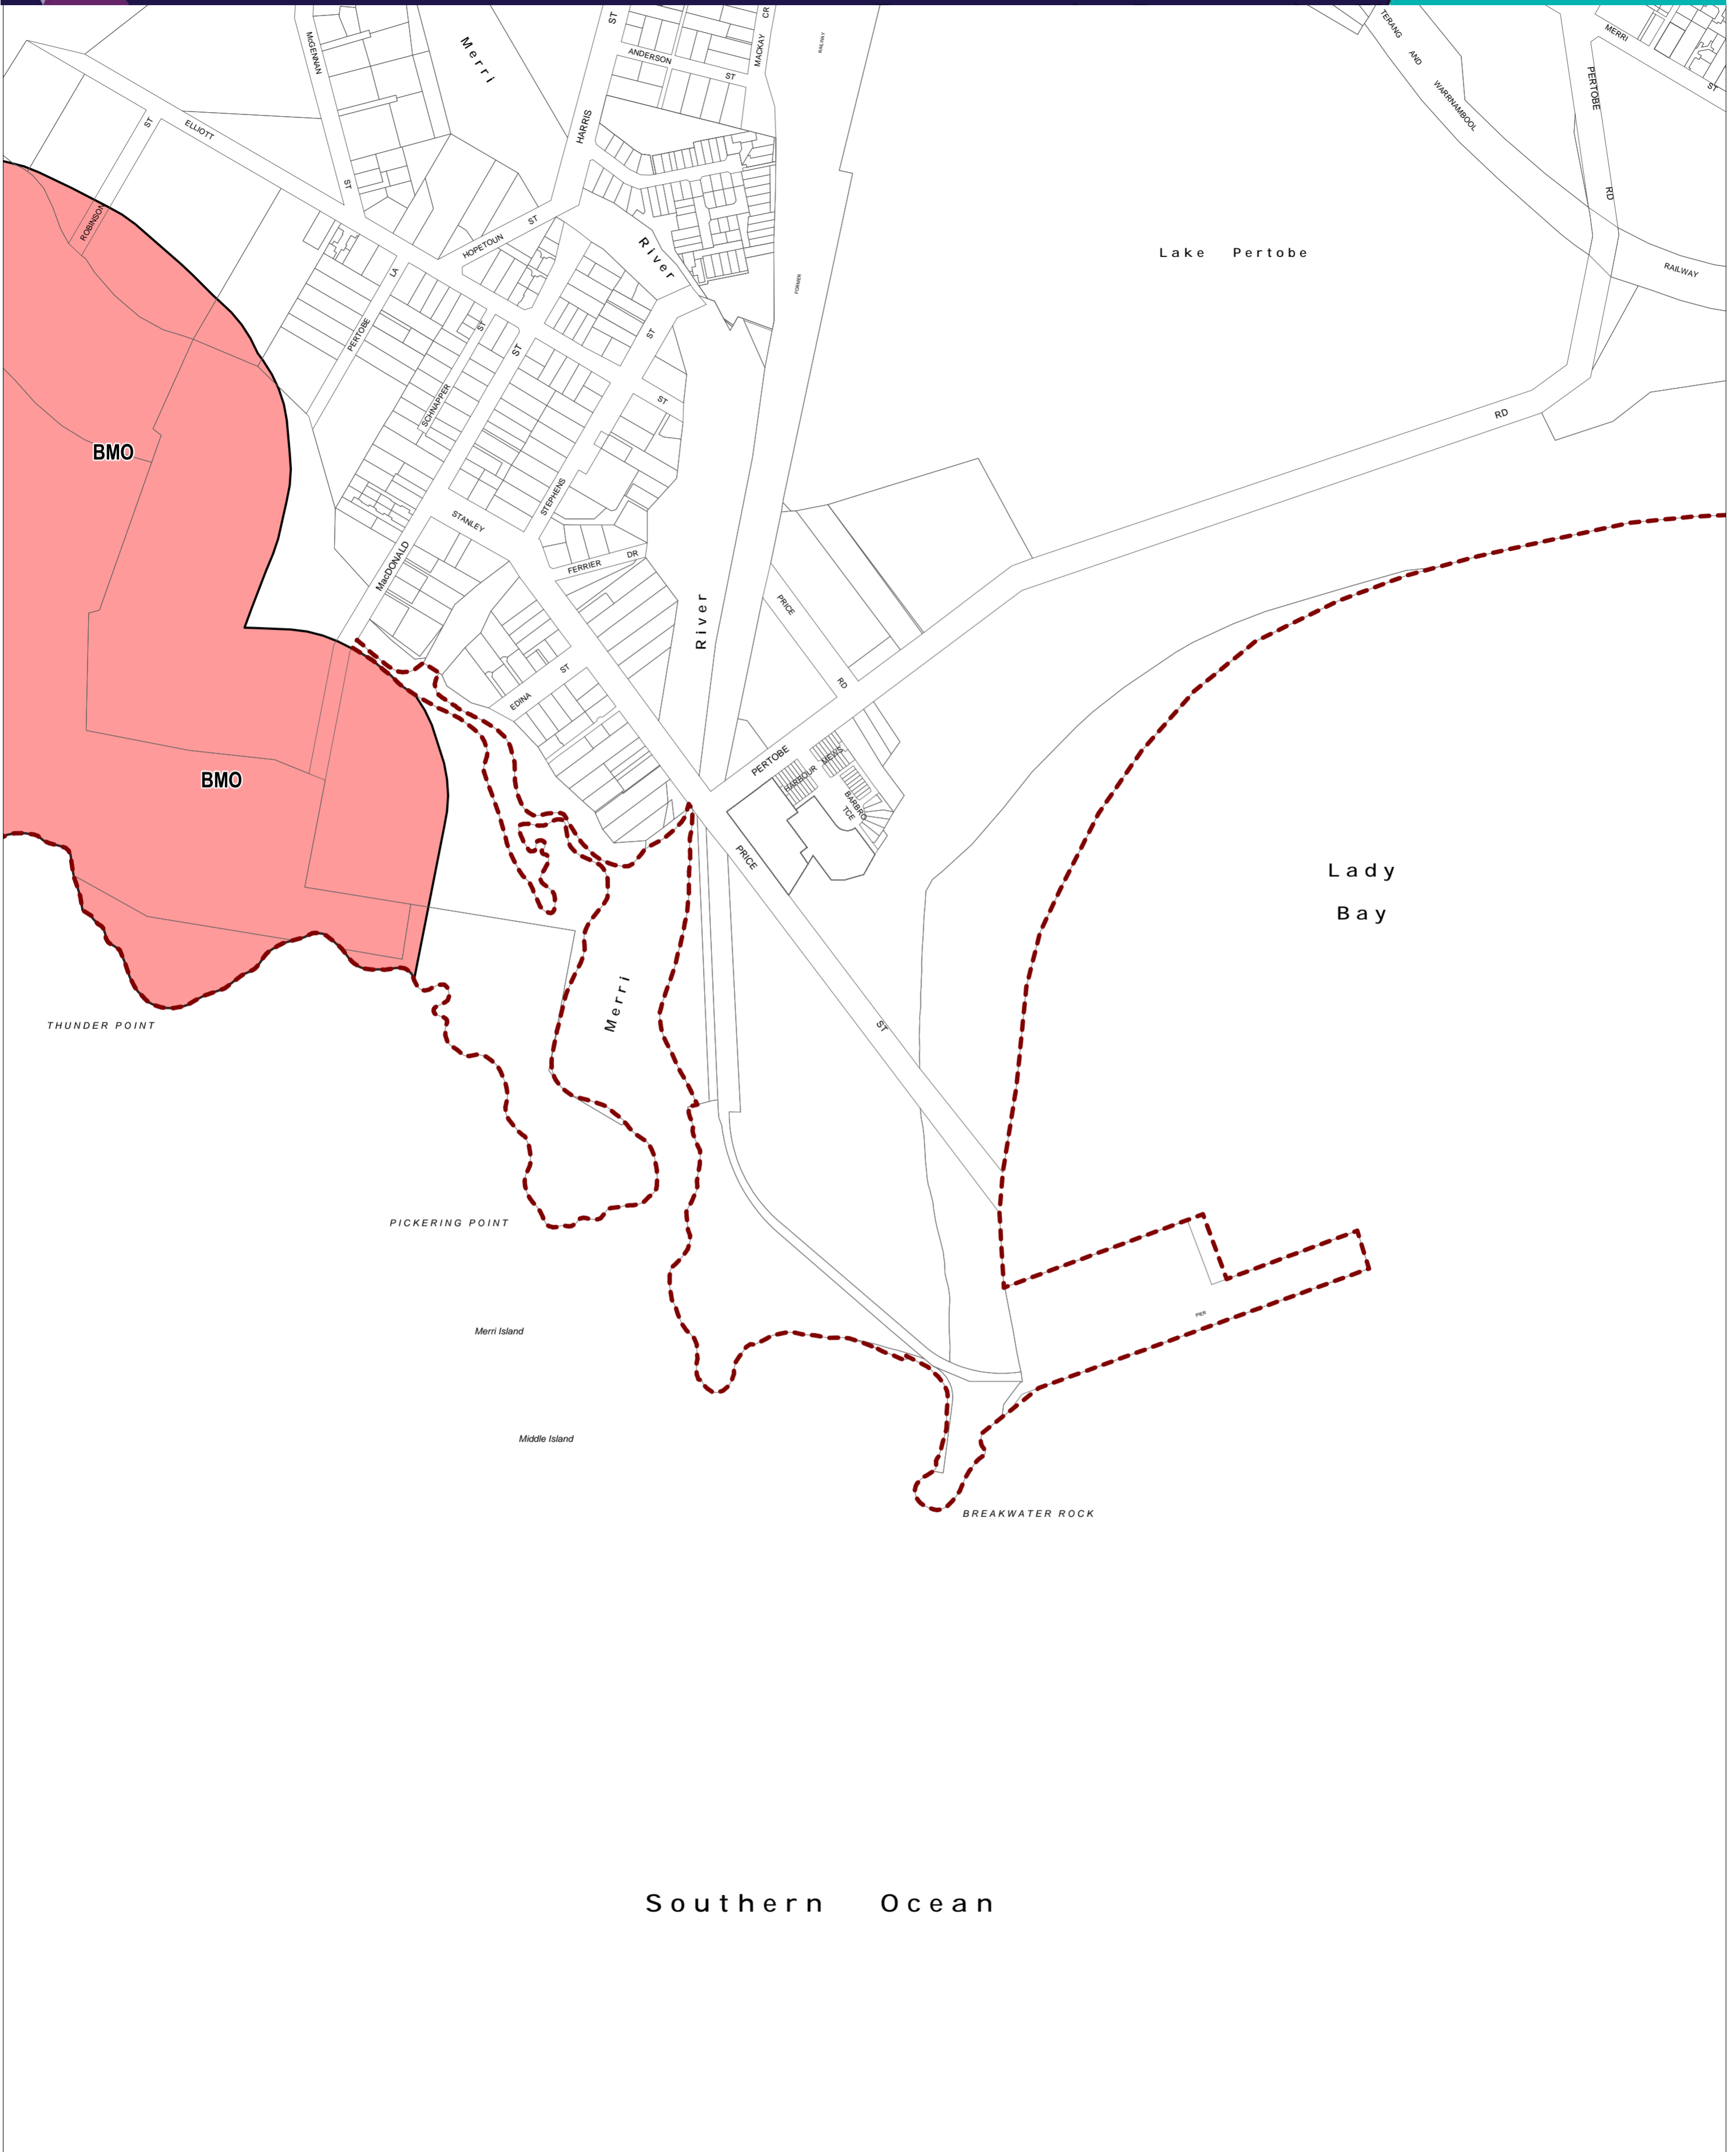 ST
CR
MACKAY
RAILWAY
TERANG
AND
WARRNAMBOOL
MERRI
ST
PERTOBE
RD
McGENNAN
ST
Merri
ANDERSON
ST
HARRIS
ST
ELLIOTT
ROBINSON
HOPETOUN
ST
River
Lake Pertobe
RAILWAY
FORMER
LA
PERTOBE
ST
SCHNAPPER
ST
ST
ST
RD
BMO
STEPHENS
STANLEY
MacDONALD
FERRIER
DR
River
PRICE
RD
EDINA
ST
PERTOBE
HARBOUR
MEWS
BARBRO
TCE
BMO
PRICE
Lady
Bay
Merri
ST
THUNDER POINT
PICKERING POINT
PIER
Merri Island
Middle Island
BREAKWATER ROCK
Southern Ocean